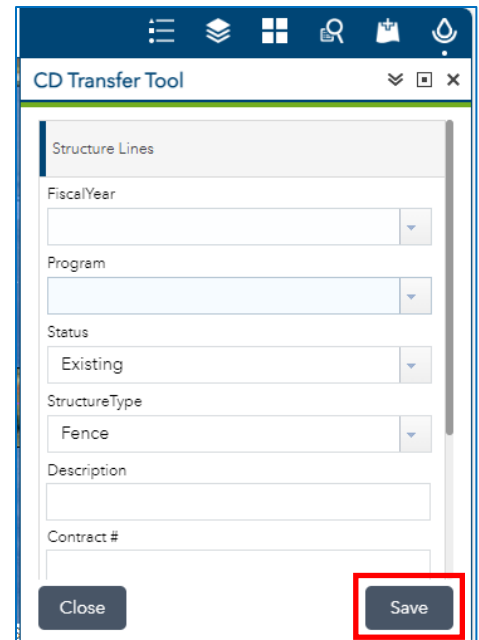 CD Transfer Tool
Structure Lines
FiscalYear
Program
Status
Existing
StructureType
Fence
Description
Contract #
Close
Save